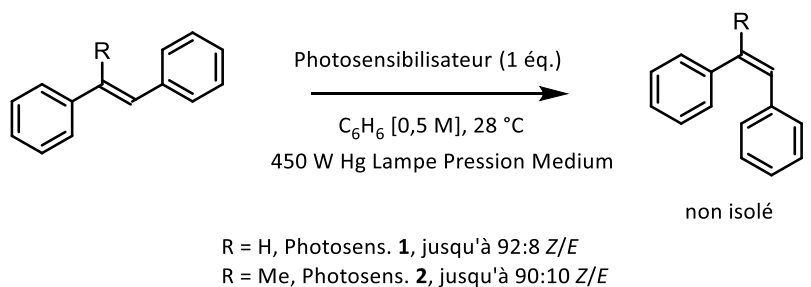 R
R
Photosensibilisateur (1 éq.)
C6H6 [0,5 M], 28 °C
450 W Hg Lampe Pression Medium
non isolé
R = H, Photosens. 1, jusqu'à 92:8 Z/E
R = Me, Photosens. 2, jusqu'à 90:10 Z/E